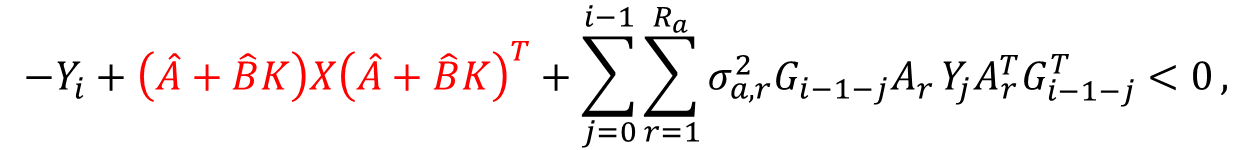 −Y_i + (Â + B̂K)X(Â + B̂K)^T + ∑_{j=0}^{i−1} ∑_{r=1}^{R_a} σ_{a,r}^2 G_{i−1−j} A_r Y_j A_r^T G_{i−1−j}^T < 0 ,